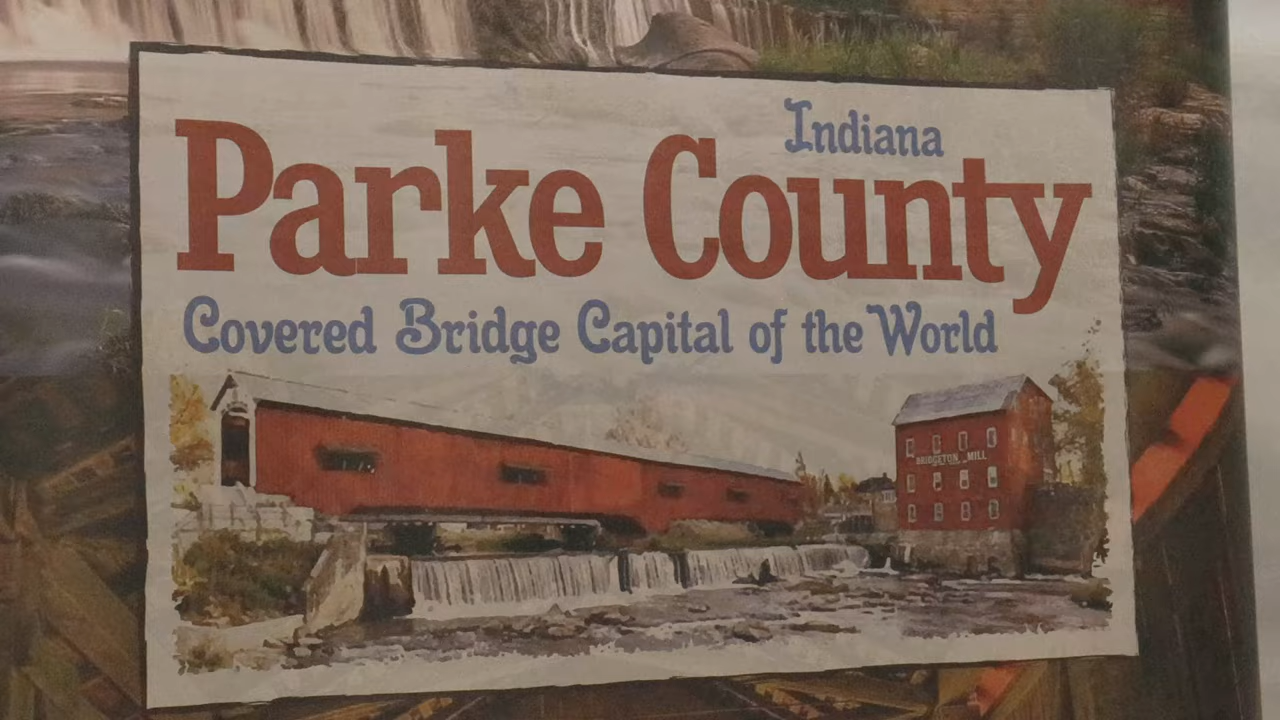 Indiana
Parke County
Covered Bridge Capital of the World
BRIDGETON MILL